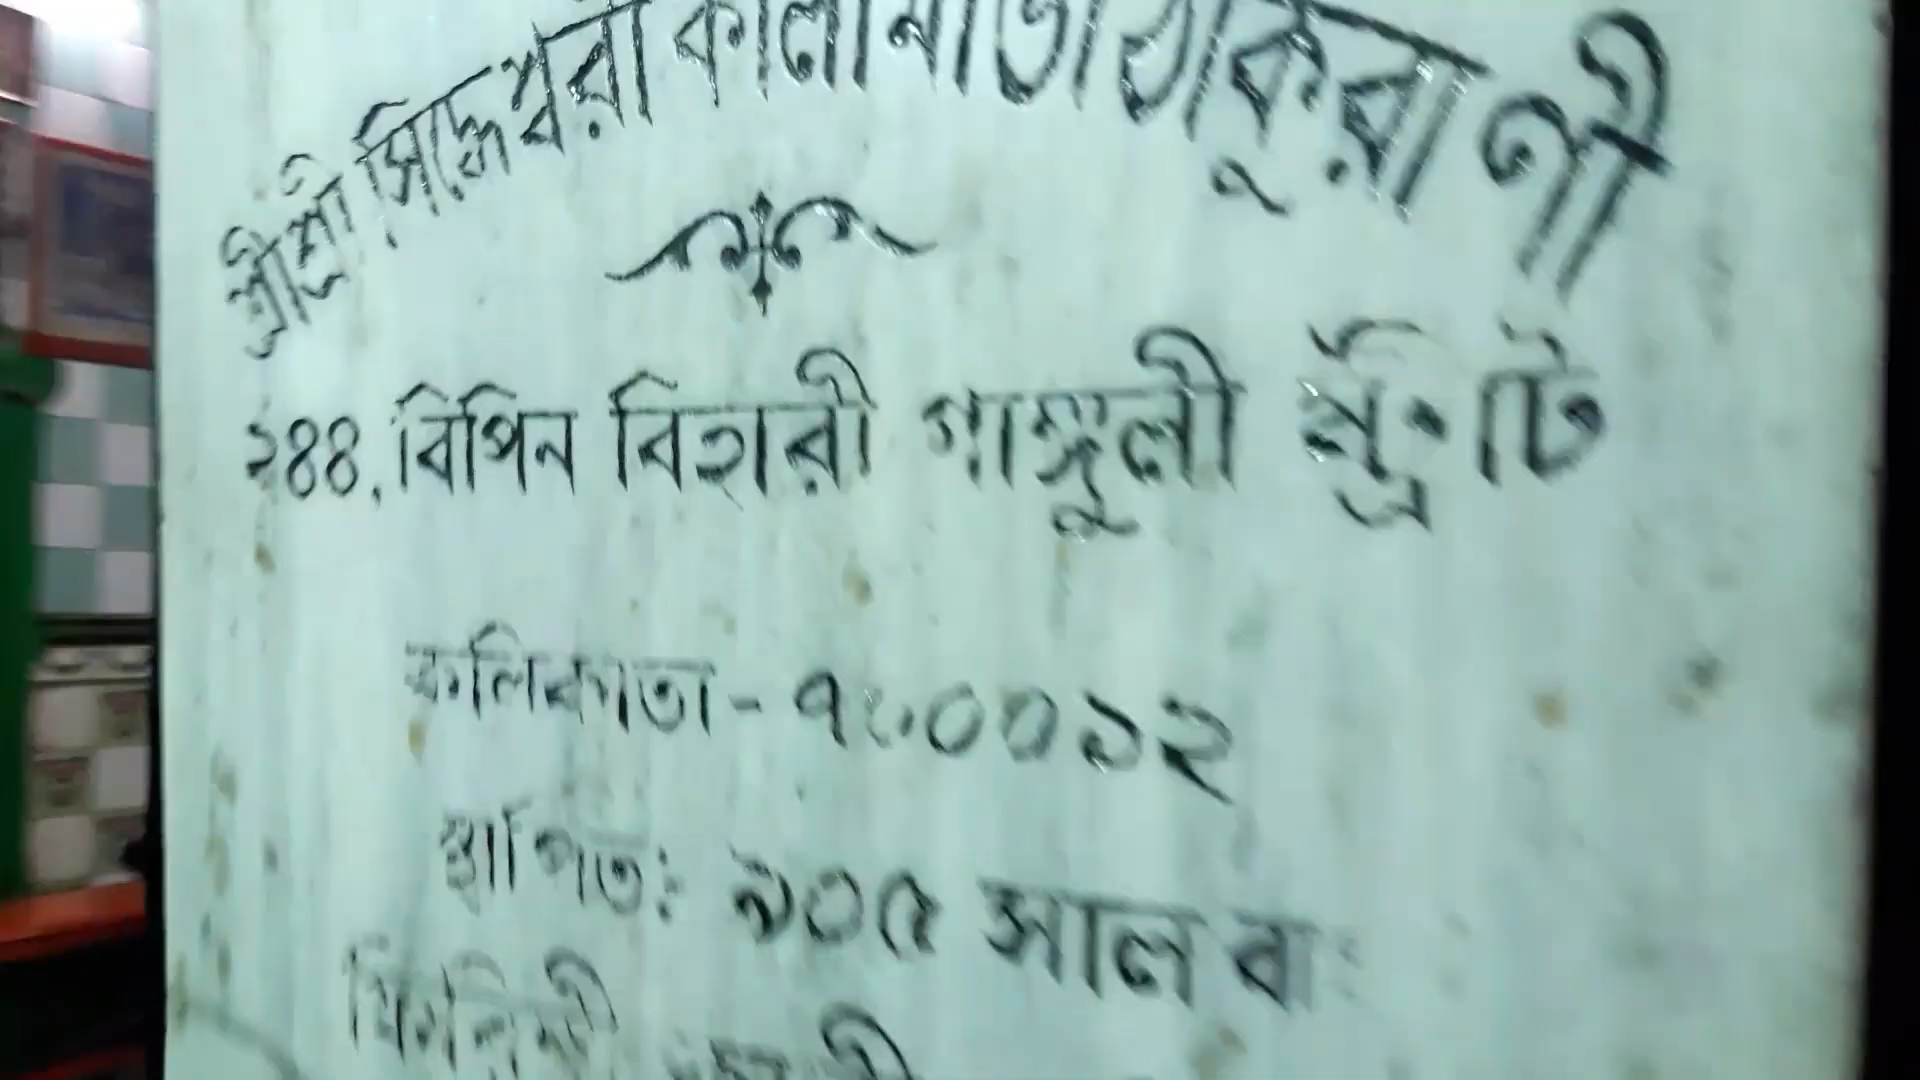 শ্রীশ্রী সিদ্ধেশ্বরী কালীমাতা ঠাকুরাণী
২৪৪, বিপিন বিহারী গাঙ্গুলী স্ট্রীট
কলিকাতা - ৭০০০১২
স্থাপিতঃ ৯০৫ সাল বাং
ফিরিঙ্গী কালী